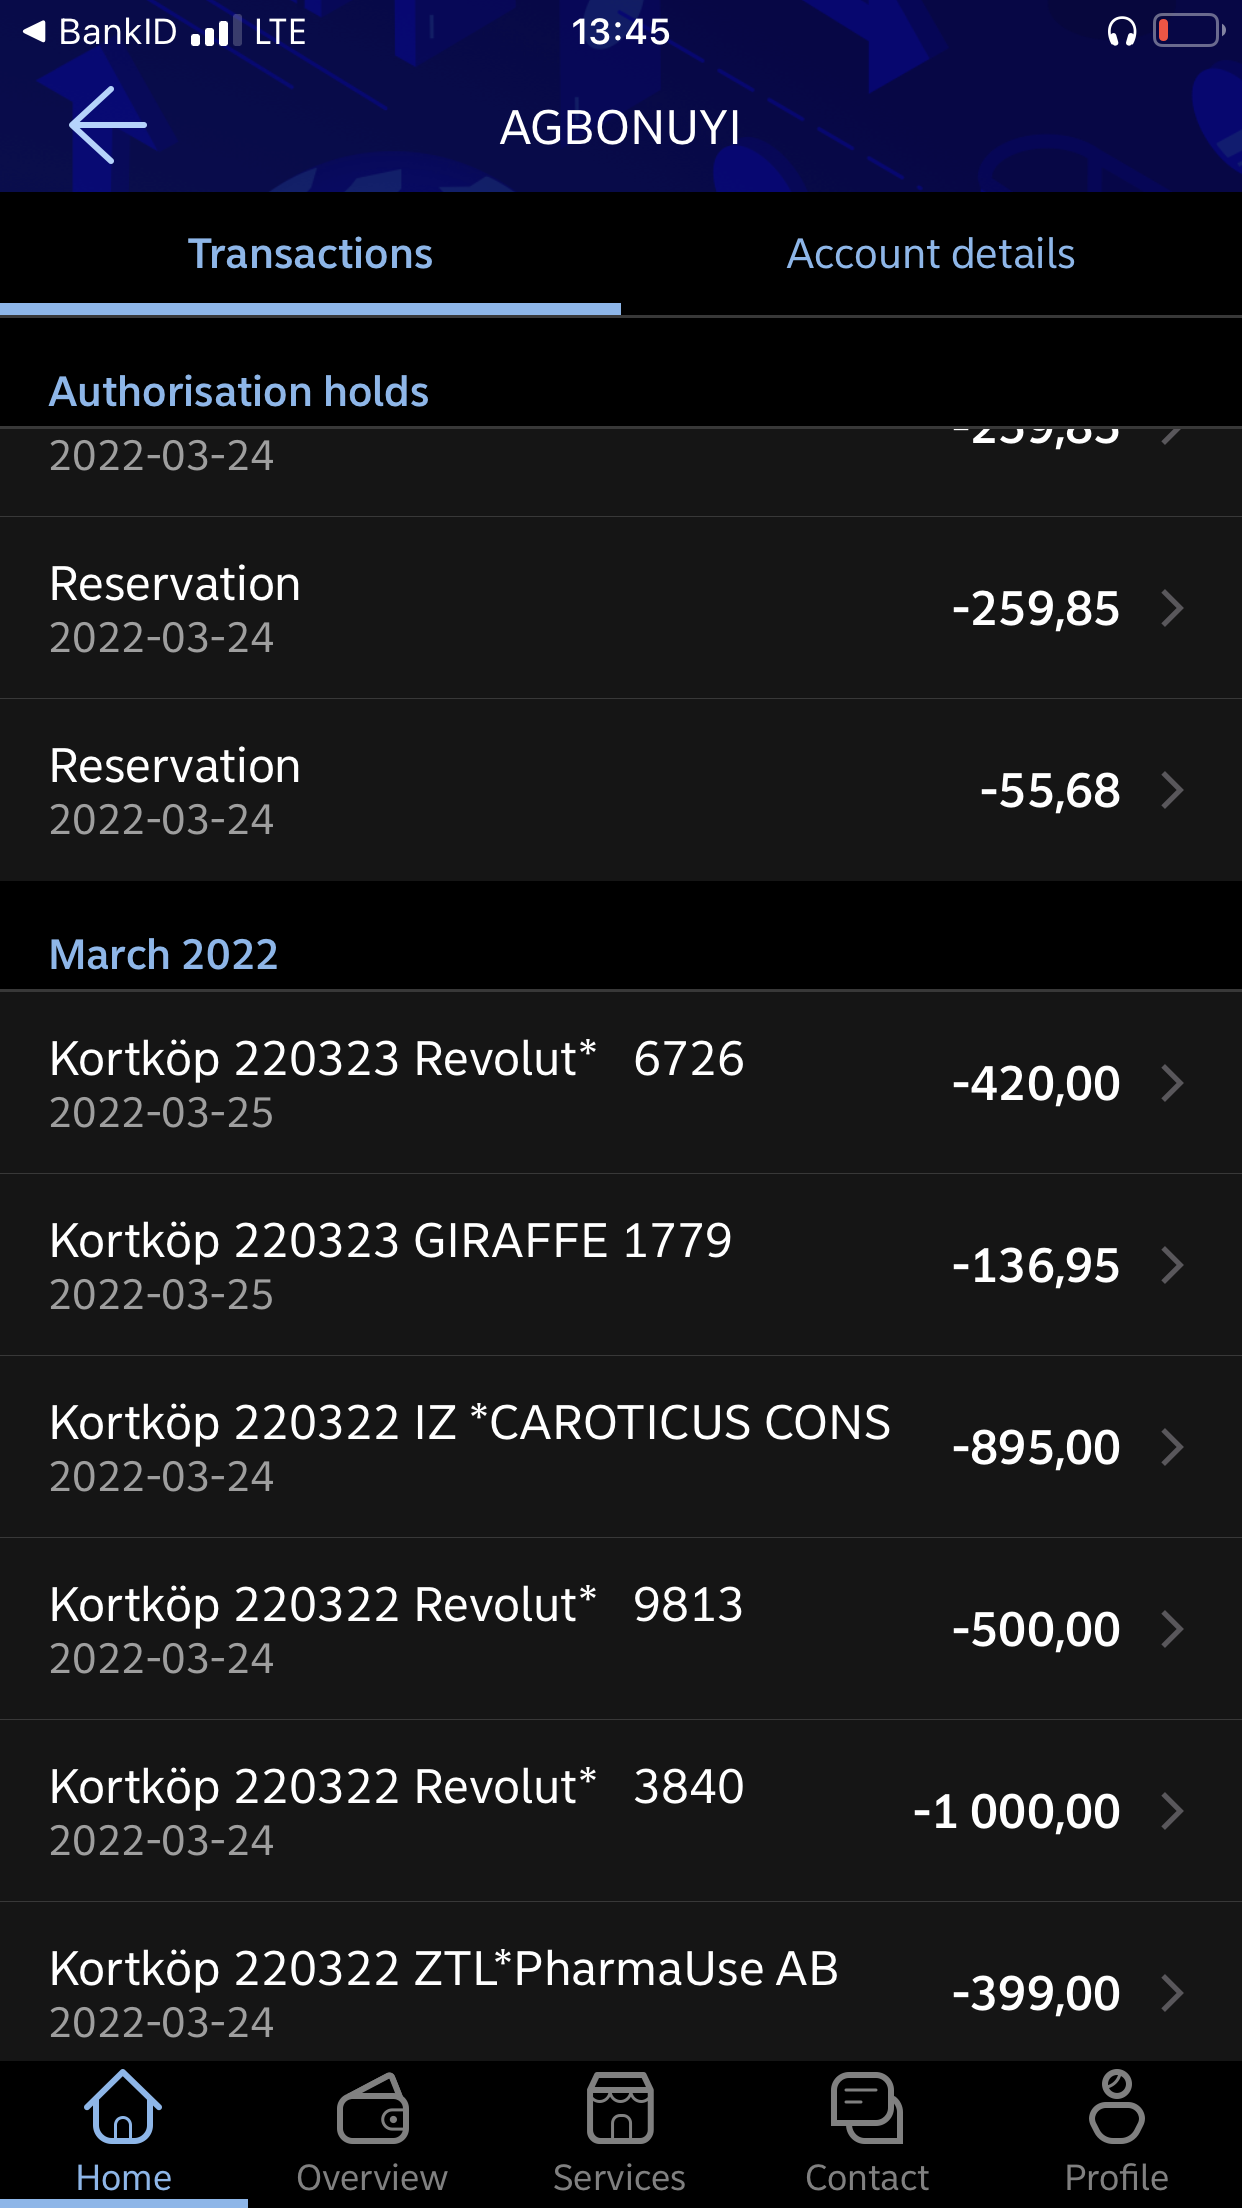 BankID LTE 13:45
AGBONUYI
Transactions Account details
Authorisation holds
2022-03-24
Reservation
-259,85
2022-03-24
Reservation
-55,68
2022-03-24
March 2022
Kortköp 220323 Revolut* 6726
-420,00
2022-03-25
Kortköp 220323 GIRAFFE 1779
-136,95
2022-03-25
Kortköp 220322 IZ *CAROTICUS CONS
-895,00
2022-03-24
Kortköp 220322 Revolut* 9813
-500,00
2022-03-24
Kortköp 220322 Revolut* 3840
-1 000,00
2022-03-24
Kortköp 220322 ZTL*PharmaUse AB
-399,00
2022-03-24
Home Overview Services Contact Profile